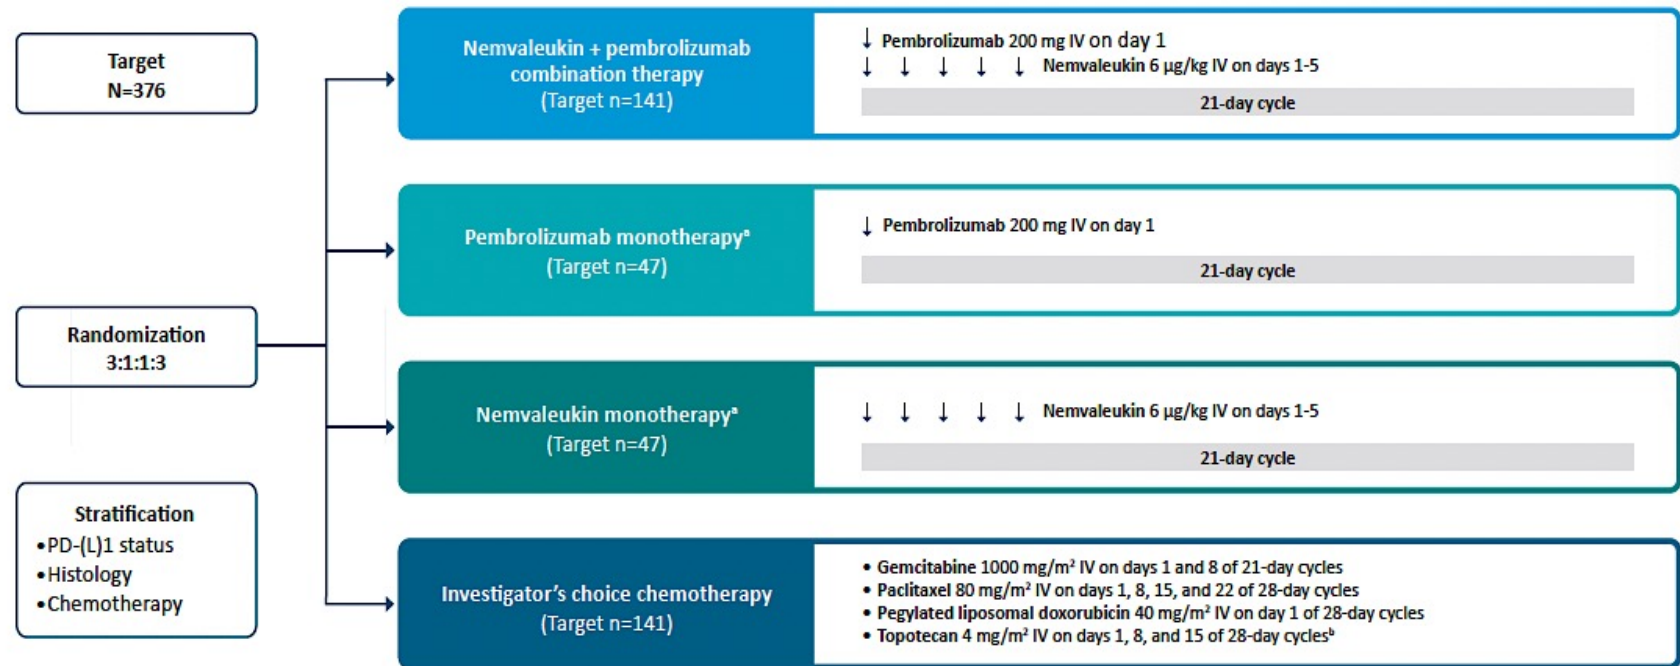 Target
N=376
Randomization
3:1:1:3
Stratification
•PD-(L)1 status
•Histology
•Chemotherapy
Nemvaleukin + pembrolizumab
combination therapy
(Target n=141)
↓ Pembrolizumab 200 mg IV on day 1
↓ ↓ ↓ ↓ ↓ Nemvaleukin 6 µg/kg IV on days 1-5
21-day cycle
Pembrolizumab monotherapyᵃ
(Target n=47)
↓ Pembrolizumab 200 mg IV on day 1
21-day cycle
Nemvaleukin monotherapyᵃ
(Target n=47)
↓ ↓ ↓ ↓ ↓ Nemvaleukin 6 µg/kg IV on days 1-5
21-day cycle
Investigator’s choice chemotherapy
(Target n=141)
• Gemcitabine 1000 mg/m² IV on days 1 and 8 of 21-day cycles
• Paclitaxel 80 mg/m² IV on days 1, 8, 15, and 22 of 28-day cycles
• Pegylated liposomal doxorubicin 40 mg/m² IV on day 1 of 28-day cycles
• Topotecan 4 mg/m² IV on days 1, 8, and 15 of 28-day cyclesᵇ